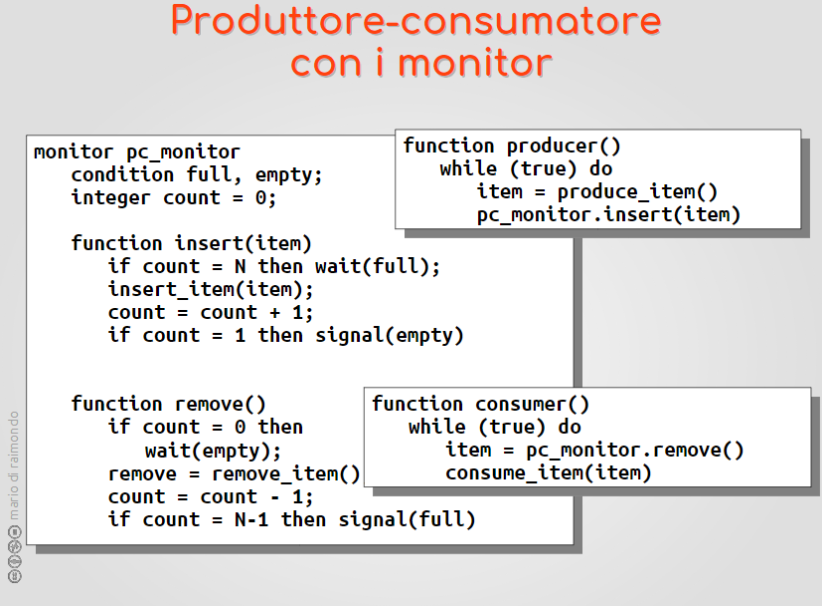 Produttore-consumatore
con i monitor
monitor pc_monitor
condition full, empty;
integer count = 0;
function insert(item)
if count = N then wait(full);
insert_item(item);
count = count + 1;
if count = 1 then signal(empty)
function remove()
if count = 0 then
wait(empty);
remove = remove_item()
count = count - 1;
if count = N-1 then signal(full)
function producer()
while (true) do
item = produce_item()
pc_monitor.insert(item)
function consumer()
while (true) do
item = pc_monitor.remove()
consume_item(item)
mario di raimondo